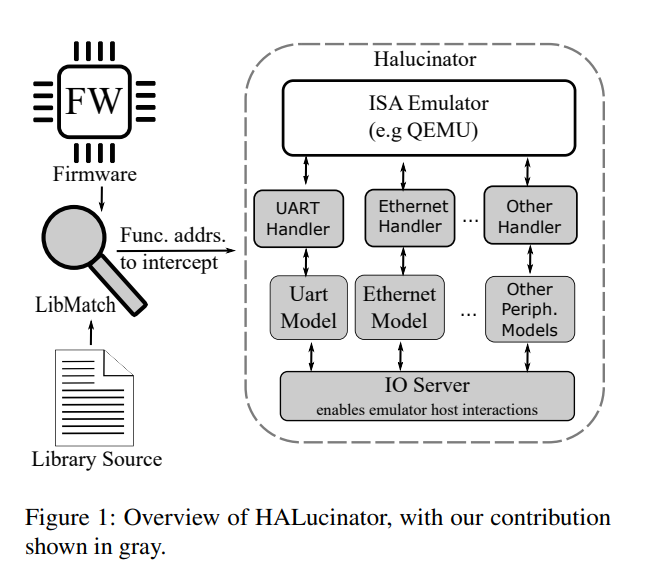 Halucinator
FW
ISA Emulator
(e.g QEMU)
Firmware
UART
Handler
Ethernet
Handler
...
Other
Handler
Func. addrs.
to intercept
LibMatch
Uart
Model
Ethernet
Model
...
Other
Periph.
Models
IO Server
enables emulator host interactions
Library Source
Figure 1: Overview of HALucinator, with our contribution
shown in gray.